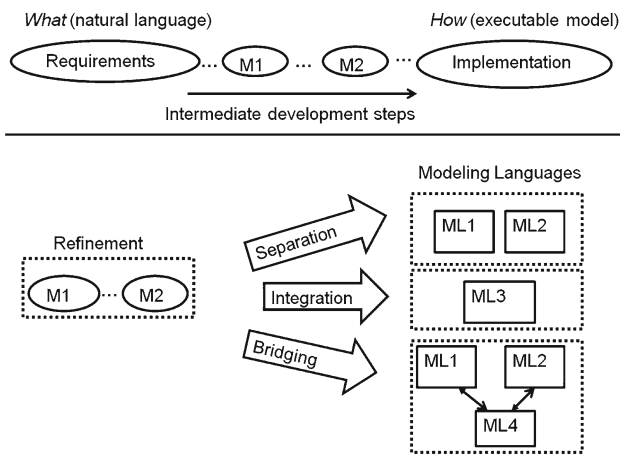 What (natural language) How (executable model)
Requirements ... M1 ... M2 ... Implementation
Intermediate development steps
Modeling Languages
Refinement
M1 ... M2
Separation
Integration
Bridging
ML1 ML2
ML3
ML1 ML2
ML4